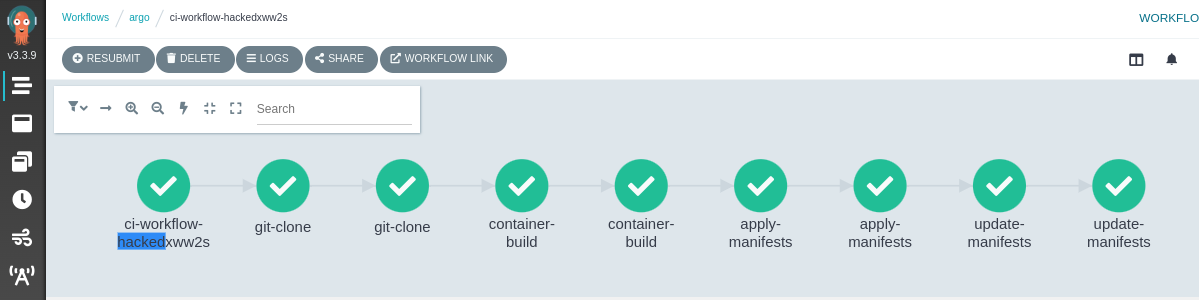 Workflows / argo / ci-workflow-hackedxww2s
WORKFLO
v3.3.9
RESUBMIT DELETE LOGS SHARE WORKFLOW LINK
Search
ci-workflow-
hackedxww2s
git-clone
git-clone
container-
build
container-
build
apply-
manifests
apply-
manifests
update-
manifests
update-
manifests